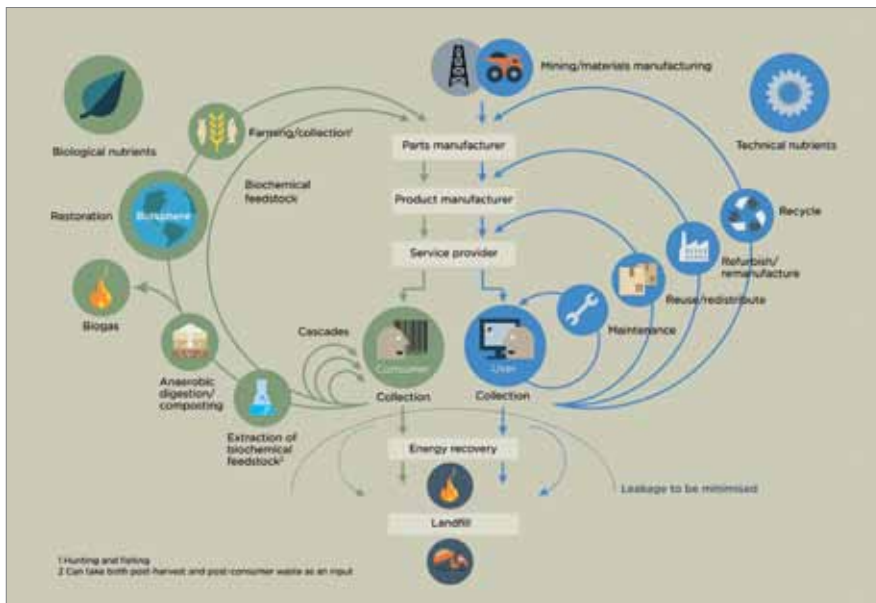 Mining/materials manufacturing
Biological nutrients
Farming/collection¹
Parts manufacturer
Technical nutrients
Biochemical
feedstock
Product manufacturer
Restoration
Biosphere
Recycle
Service provider
Refurbish/
remanufacture
Reuse/redistribute
Biogas
Cascades
Maintenance
Consumer
User
Anaerobic
digestion/
composting
Collection
Collection
Extraction of
biochemical
feedstock²
Energy recovery
Leakage to be minimised
Landfill
1 Hunting and fishing
2 Can take both post-harvest and post-consumer waste as an input